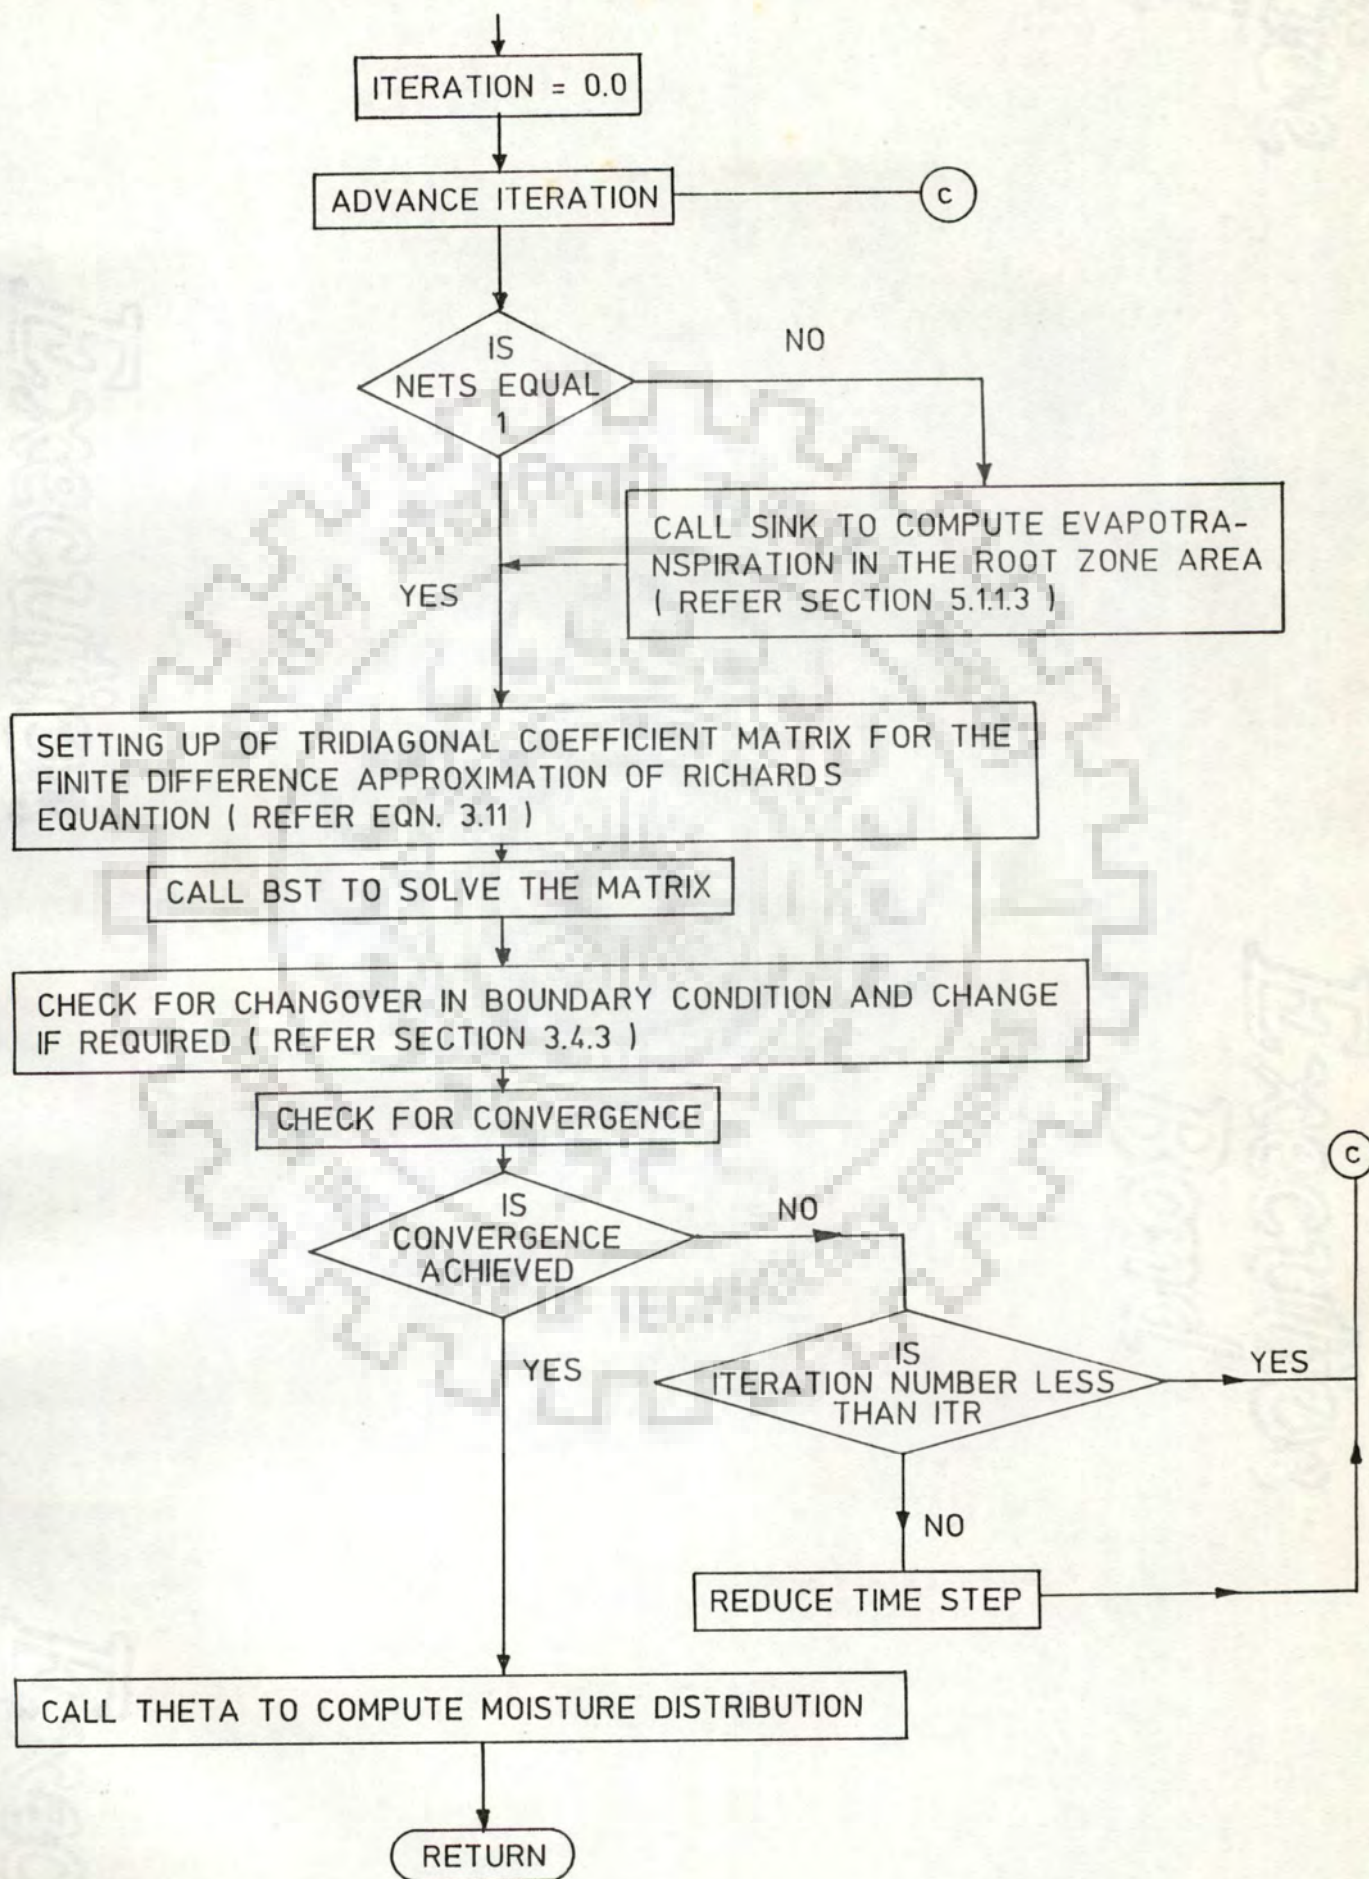 ITERATION = 0.0
ADVANCE ITERATION
C
IS
NETS EQUAL
1
NO
CALL SINK TO COMPUTE EVAPOTRA-
NSPIRATION IN THE ROOT ZONE AREA
( REFER SECTION 5.1.1.3 )
YES
SETTING UP OF TRIDIAGONAL COEFFICIENT MATRIX FOR THE
FINITE DIFFERENCE APPROXIMATION OF RICHARDS
EQUANTION ( REFER EQN. 3.11 )
CALL BST TO SOLVE THE MATRIX
CHECK FOR CHANGOVER IN BOUNDARY CONDITION AND CHANGE
IF REQUIRED ( REFER SECTION 3.4.3 )
CHECK FOR CONVERGENCE
C
IS
CONVERGENCE
ACHIEVED
NO
YES
IS
ITERATION NUMBER LESS
THAN ITR
YES
NO
REDUCE TIME STEP
CALL THETA TO COMPUTE MOISTURE DISTRIBUTION
RETURN